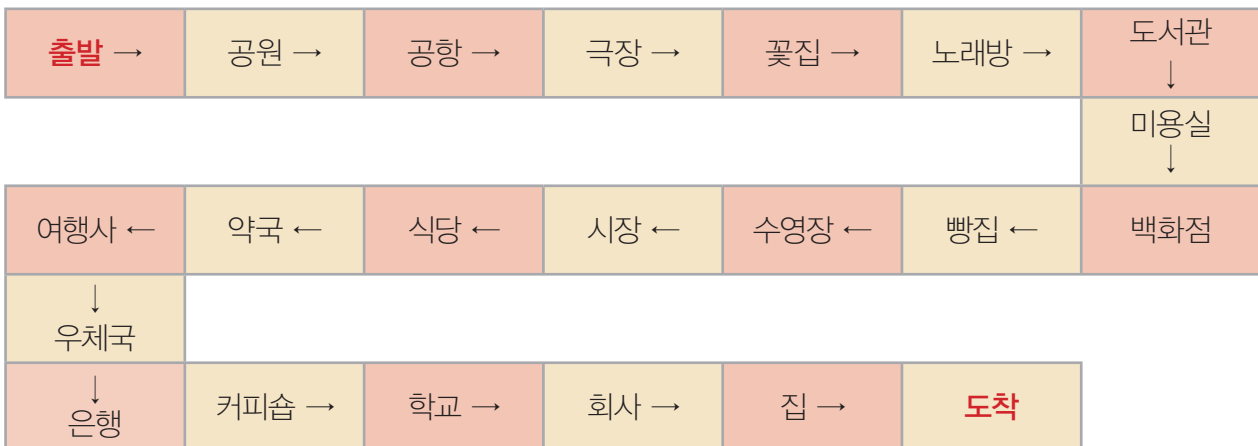 출발 → 공원 → 공항 → 극장 → 꽃집 → 노래방 → 도서관
↓
미용실
↓
여행사 ← 약국 ← 식당 ← 시장 ← 수영장 ← 빵집 ← 백화점
↓
우체국
↓
은행 커피숍 → 학교 → 회사 → 집 → 도착